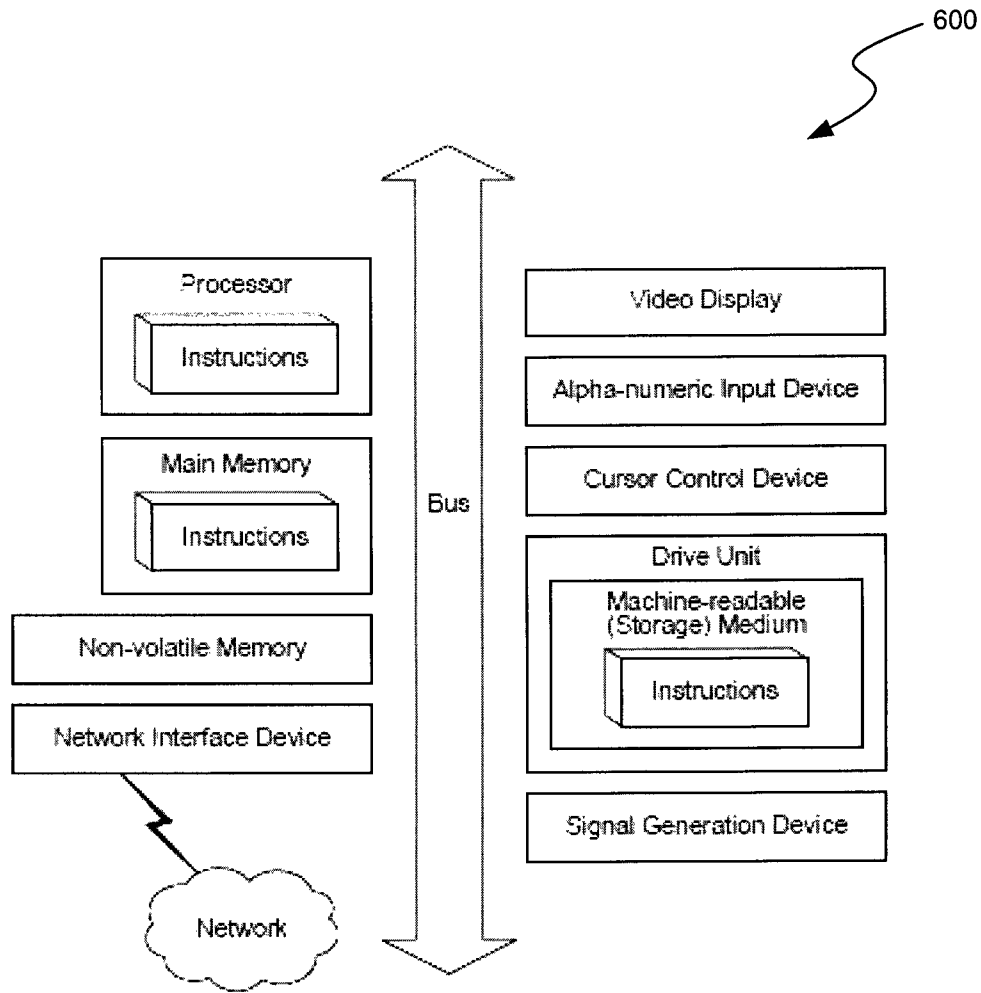 600
Processor
Instructions
Main Memory
Instructions
Non-volatile Memory
Network Interface Device
Network
Bus
Video Display
Alpha-numeric Input Device
Cursor Control Device
Drive Unit
Machine-readable
(Storage) Medium
Instructions
Signal Generation Device